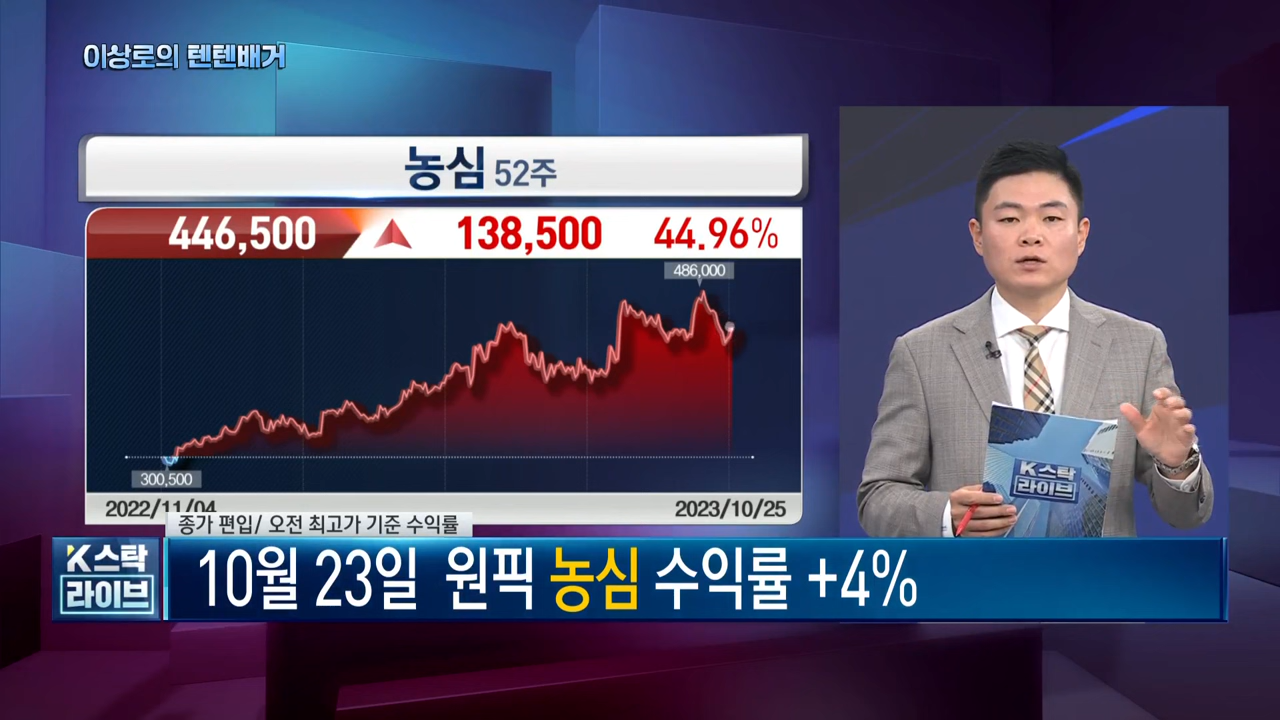 이상로의 텐텐배거
농심 52주
446,500 ▲ 138,500 44.96%
486,000
300,500
2022/11/04 2023/10/25
종가 편입/ 오전 최고가 기준 수익률
K스탁
라이브
10월 23일 원픽 농심 수익률 +4%
K스탁
라이브